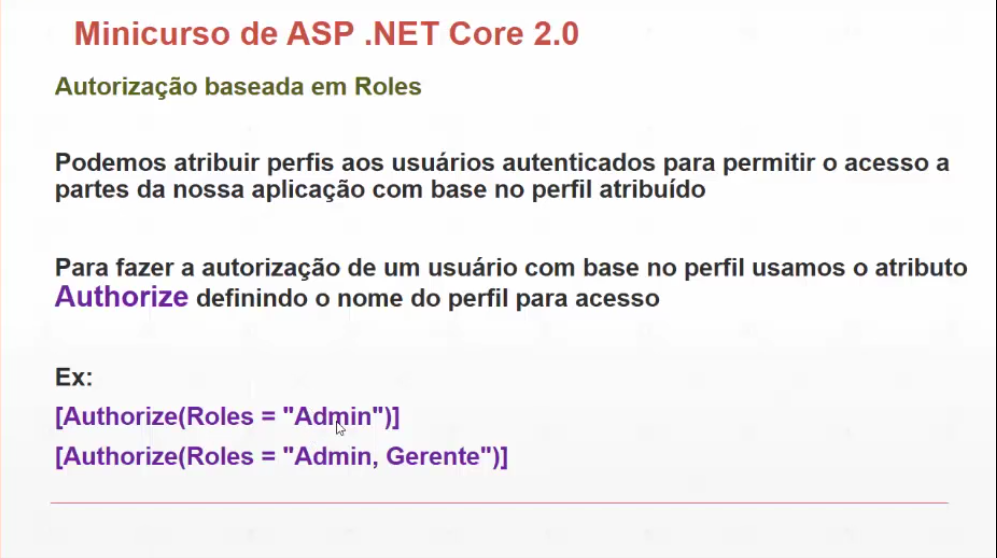 Minicurso de ASP .NET Core 2.0
Autorização baseada em Roles
Podemos atribuir perfis aos usuários autenticados para permitir o acesso a
partes da nossa aplicação com base no perfil atribuído
Para fazer a autorização de um usuário com base no perfil usamos o atributo
Authorize definindo o nome do perfil para acesso
Ex:
[Authorize(Roles = "Admin")]
[Authorize(Roles = "Admin, Gerente")]